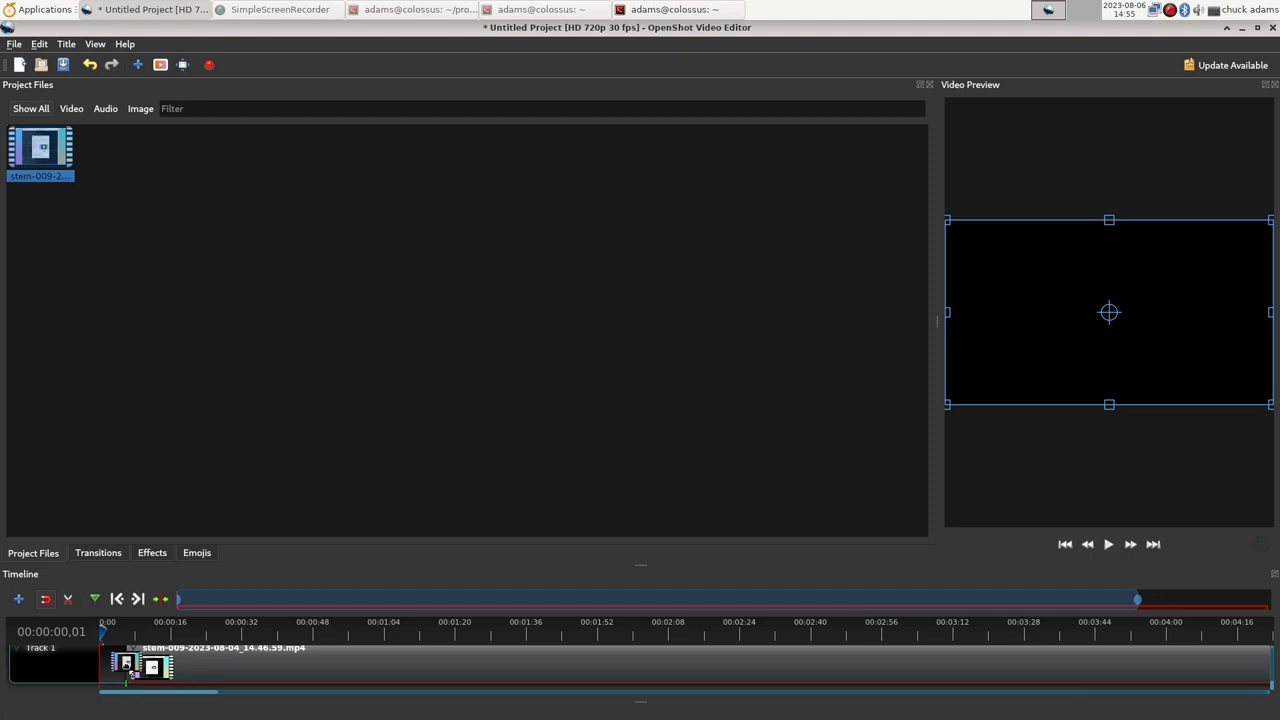 Applications
* Untitled Project [HD 7...
SimpleScreenRecorder
adams@colossus: ~/pro...
adams@colossus: ~
adams@colossus: ~
2023-08-06
14:55
chuck adams
* Untitled Project [HD 720p 30 fps] - OpenShot Video Editor
File Edit Title View Help
Update Available
Project Files
Video Preview
Show All Video Audio Image Filter
stem-009-2...
Project Files Transitions Effects Emojis
Timeline
00:00:00,01
0:00 00:00:16 00:00:32 00:00:48 00:01:04 00:01:20 00:01:36 00:01:52 00:02:08 00:02:24 00:02:40 00:02:56 00:03:12 00:03:28 00:03:44 00:04:00 00:04:16
Track 1
stem-009-2023-08-04_14.46.59.mp4